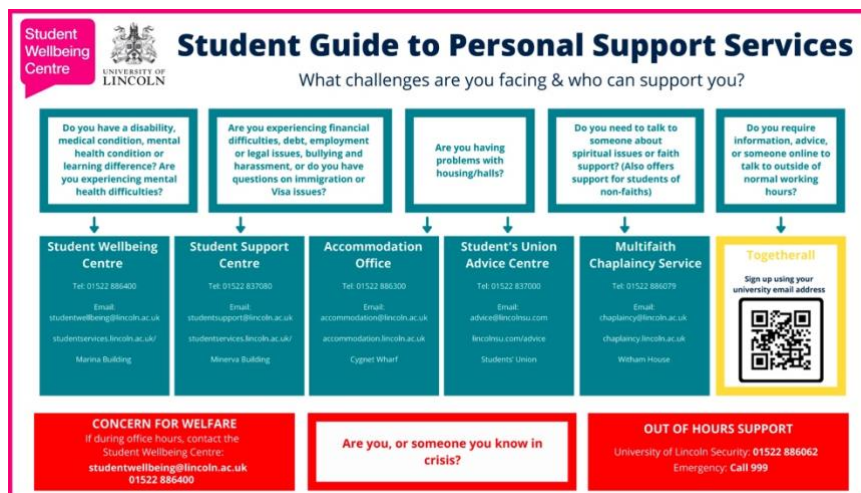 Student
Wellbeing
Centre
UNIVERSITY OF
LINCOLN
Student Guide to Personal Support Services
What challenges are you facing & who can support you?
Do you have a disability,
medical condition, mental
health condition or
learning difference? Are
you experiencing mental
health difficulties?
Are you experiencing financial
difficulties, debt, employment
or legal issues, bullying and
harassment, or do you have
questions on immigration or
Visa issues?
Are you having
problems with
housing/halls?
Do you need to talk to
someone about
spiritual issues or faith
support? (Also offers
support for students of
non-faiths)
Do you require
information, advice,
or someone online to
talk to outside of
normal working
hours?
Student Wellbeing
Centre
Tel: 01522 886400
Email:
studentwellbeing@lincoln.ac.uk
studentservices.lincoln.ac.uk/
Marina Building
Student Support
Centre
Tel: 01522 837080
Email:
studentsupport@lincoln.ac.uk
studentservices.lincoln.ac.uk/
Minerva Building
Accommodation
Office
Tel: 01522 886300
Email:
accommodation@lincoln.ac.uk
accommodation.lincoln.ac.uk
Cygnet Wharf
Student's Union
Advice Centre
Tel: 01522 837000
Email:
advice@lincolnsu.com
lincolnsu.com/advice
Students' Union
Multifaith
Chaplaincy Service
Tel: 01522 886079
Email:
chaplaincy@lincoln.ac.uk
chaplaincy.lincoln.ac.uk
Witham House
Togetherall
Sign up using your
university email address
CONCERN FOR WELFARE
If during office hours, contact the
Student Wellbeing Centre:
studentwellbeing@lincoln.ac.uk
01522 886400
Are you, or someone you know in
crisis?
OUT OF HOURS SUPPORT
University of Lincoln Security: 01522 886062
Emergency: Call 999